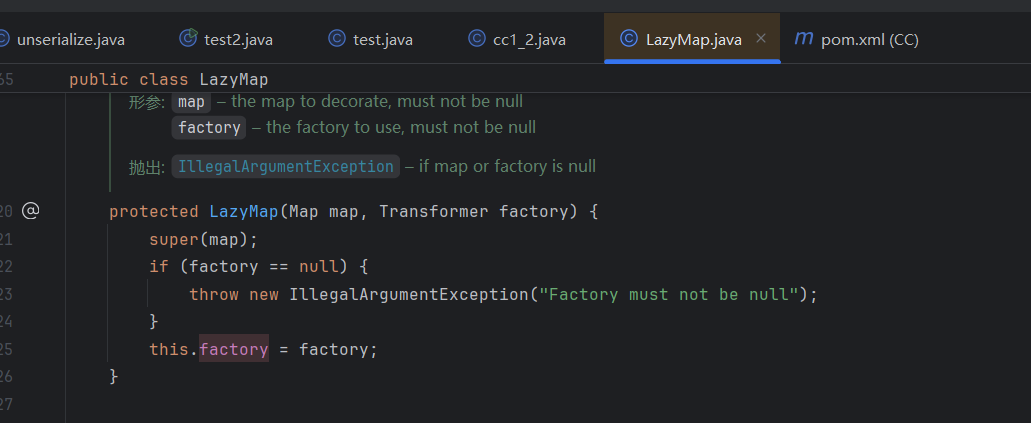 unserialize.java test2.java test.java cc1_2.java LazyMap.java pom.xml (CC)
65 public class LazyMap
形参: map – the map to decorate, must not be null
factory – the factory to use, must not be null
抛出: IllegalArgumentException – if map or factory is null
20 protected LazyMap(Map map, Transformer factory) {
21 super(map);
22 if (factory == null) {
23 throw new IllegalArgumentException("Factory must not be null");
24 }
25 this.factory = factory;
26 }
27